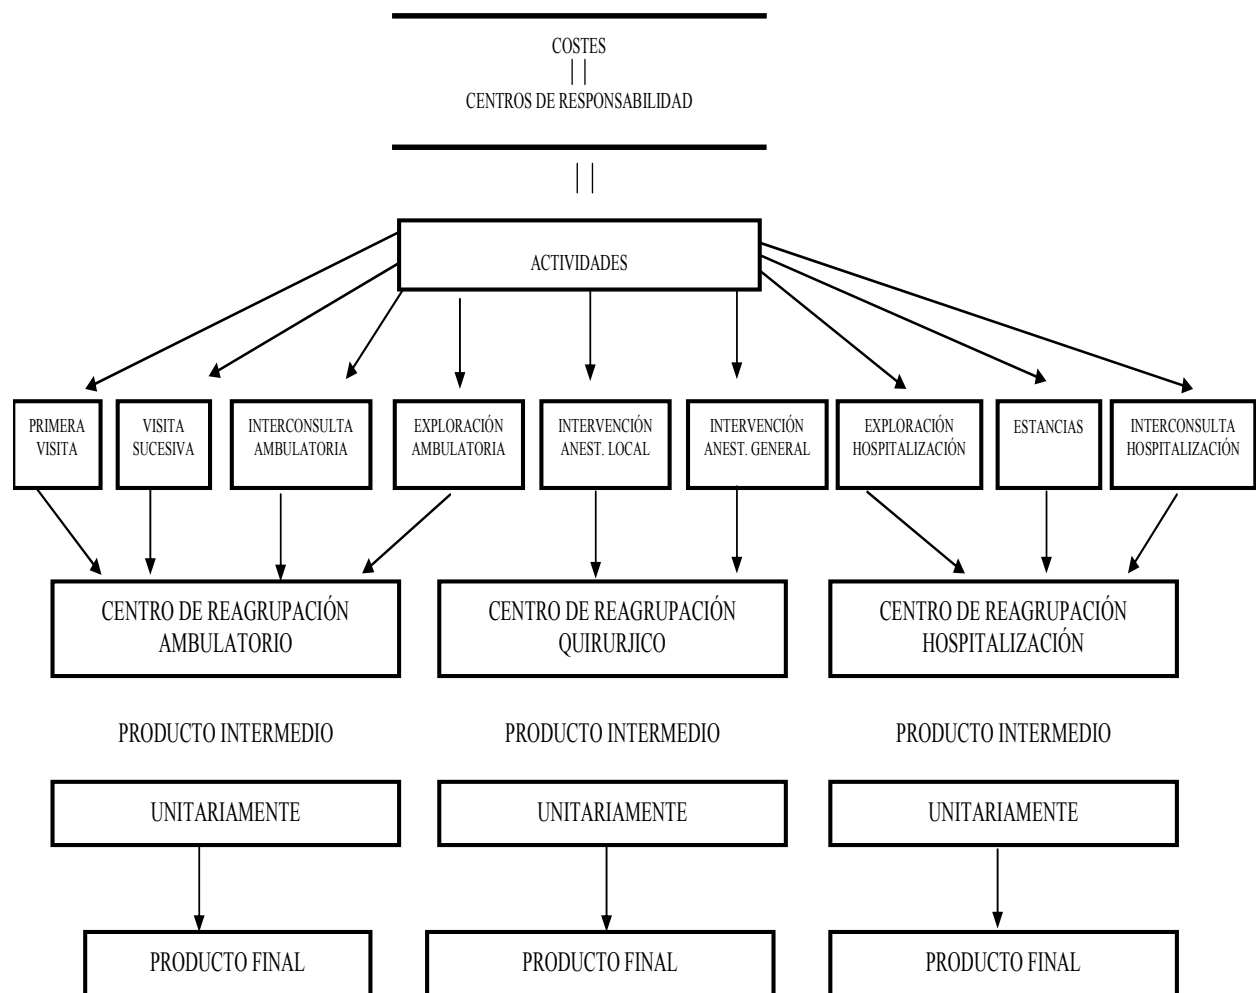 COSTES
CENTROS DE RESPONSABILIDAD
ACTIVIDADES
PRIMERA
VISITA
VISITA
SUCESIVA
INTERCONSULTA
AMBULATORIA
EXPLORACIÓN
AMBULATORIA
INTERVENCIÓN
ANEST. LOCAL
INTERVENCIÓN
ANEST. GENERAL
EXPLORACIÓN
HOSPITALIZACIÓN
ESTANCIAS
INTERCONSULTA
HOSPITALIZACIÓN
CENTRO DE REAGRUPACIÓN
AMBULATORIO
CENTRO DE REAGRUPACIÓN
QUIRURJICO
CENTRO DE REAGRUPACIÓN
HOSPITALIZACIÓN
PRODUCTO INTERMEDIO
PRODUCTO INTERMEDIO
PRODUCTO INTERMEDIO
UNITARIAMENTE
UNITARIAMENTE
UNITARIAMENTE
PRODUCTO FINAL
PRODUCTO FINAL
PRODUCTO FINAL